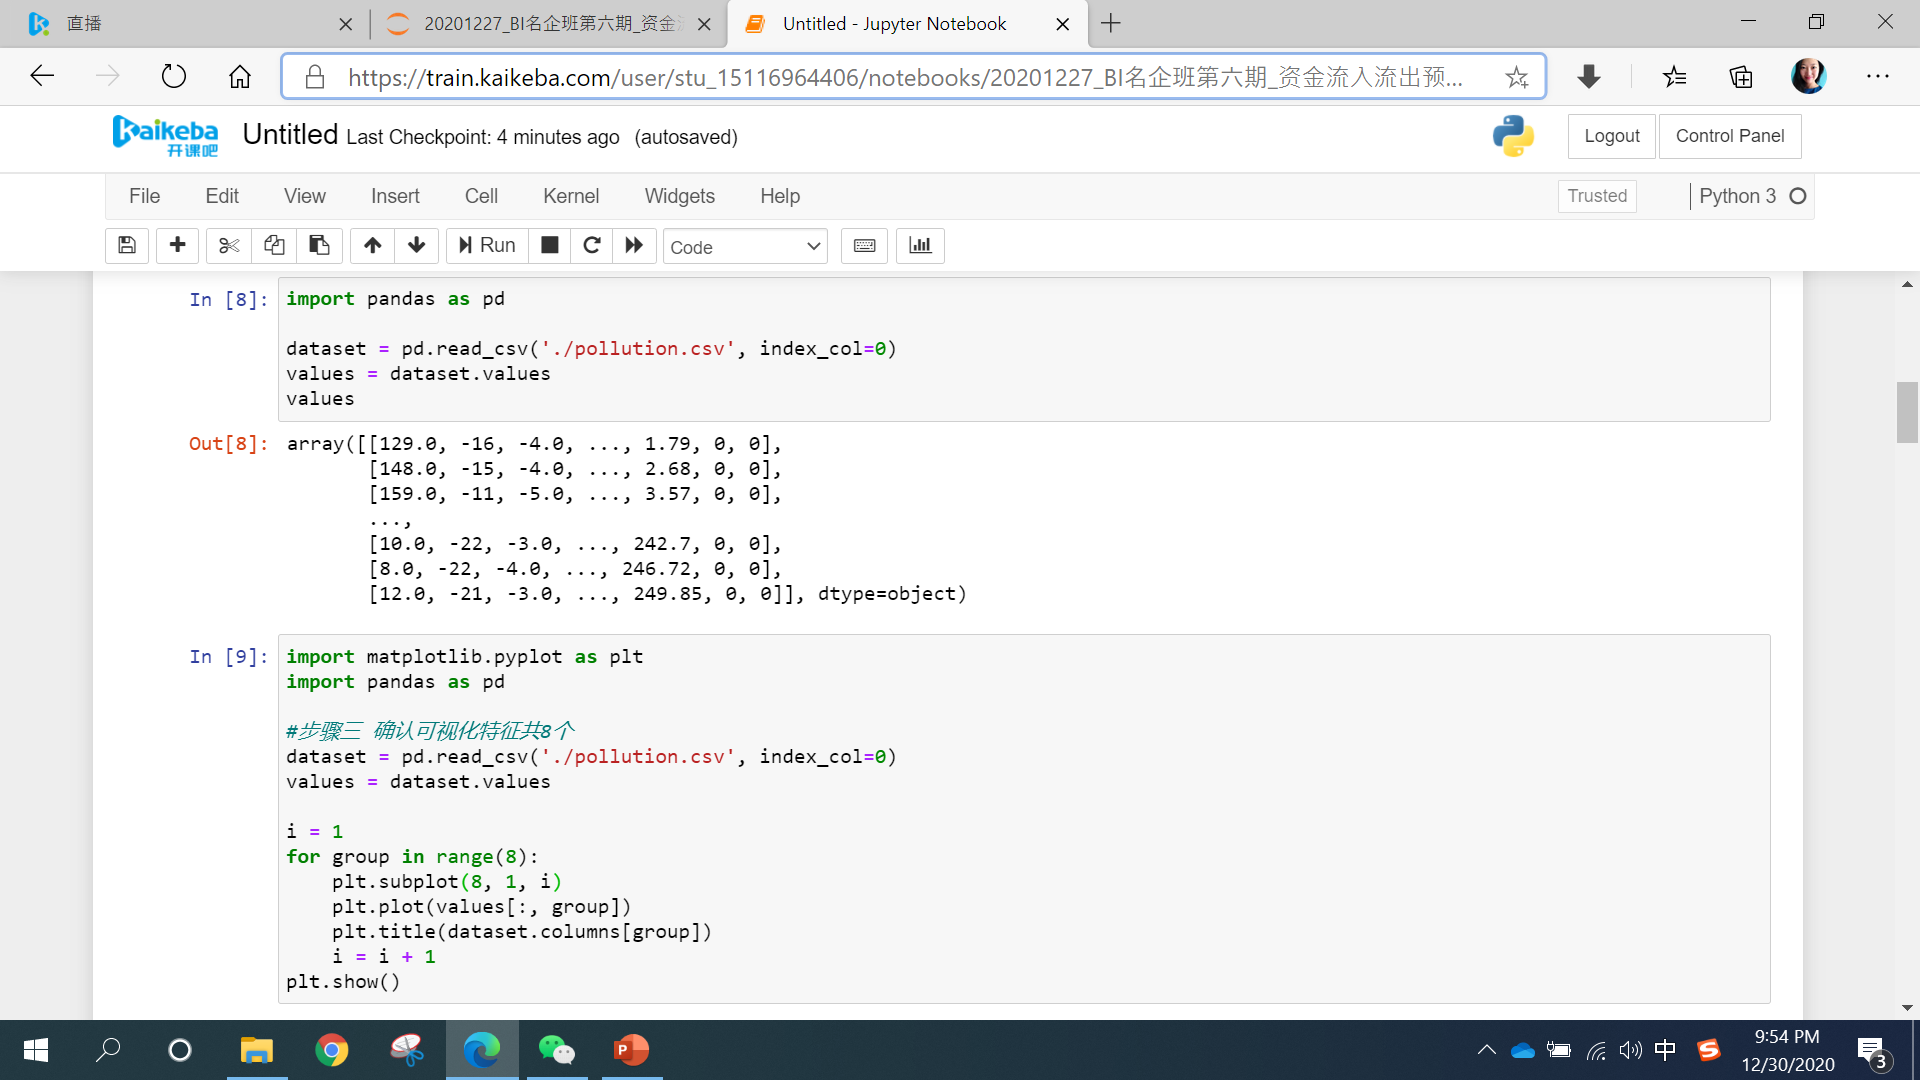 直播
20201227_BI名企班第六期_资金
Untitled - Jupyter Notebook
https://train.kaikeba.com/user/stu_15116964406/notebooks/20201227_BI名企班第六期_资金流入流出预...
kaikeba
开课吧
Untitled Last Checkpoint: 4 minutes ago (autosaved)
Logout
Control Panel
File Edit View Insert Cell Kernel Widgets Help
Trusted
Python 3
Run
Code
In [8]:
import pandas as pd
dataset = pd.read_csv('./pollution.csv', index_col=0)
values = dataset.values
values
Out[8]:
array([[129.0, -16, -4.0, ..., 1.79, 0, 0],
[148.0, -15, -4.0, ..., 2.68, 0, 0],
[159.0, -11, -5.0, ..., 3.57, 0, 0],
...,
[10.0, -22, -3.0, ..., 242.7, 0, 0],
[8.0, -22, -4.0, ..., 246.72, 0, 0],
[12.0, -21, -3.0, ..., 249.85, 0, 0]], dtype=object)
In [9]:
import matplotlib.pyplot as plt
import pandas as pd
#步骤三 确认可视化特征共8个
dataset = pd.read_csv('./pollution.csv', index_col=0)
values = dataset.values
i = 1
for group in range(8):
plt.subplot(8, 1, i)
plt.plot(values[:, group])
plt.title(dataset.columns[group])
i = i + 1
plt.show()
中
9:54 PM
12/30/2020
3